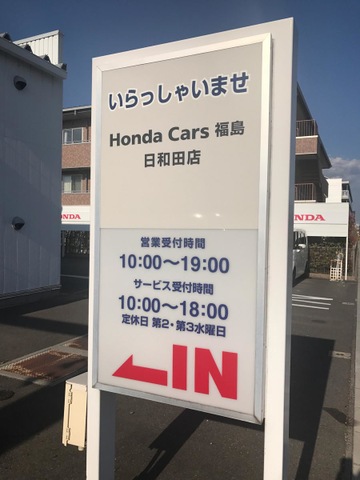 いらっしゃいませ
Honda Cars 福島
日和田店
営業受付時間
10:00〜19:00
サービス受付時間
10:00〜18:00
定休日 第2・第3水曜日
IN
HONDA
HONDA